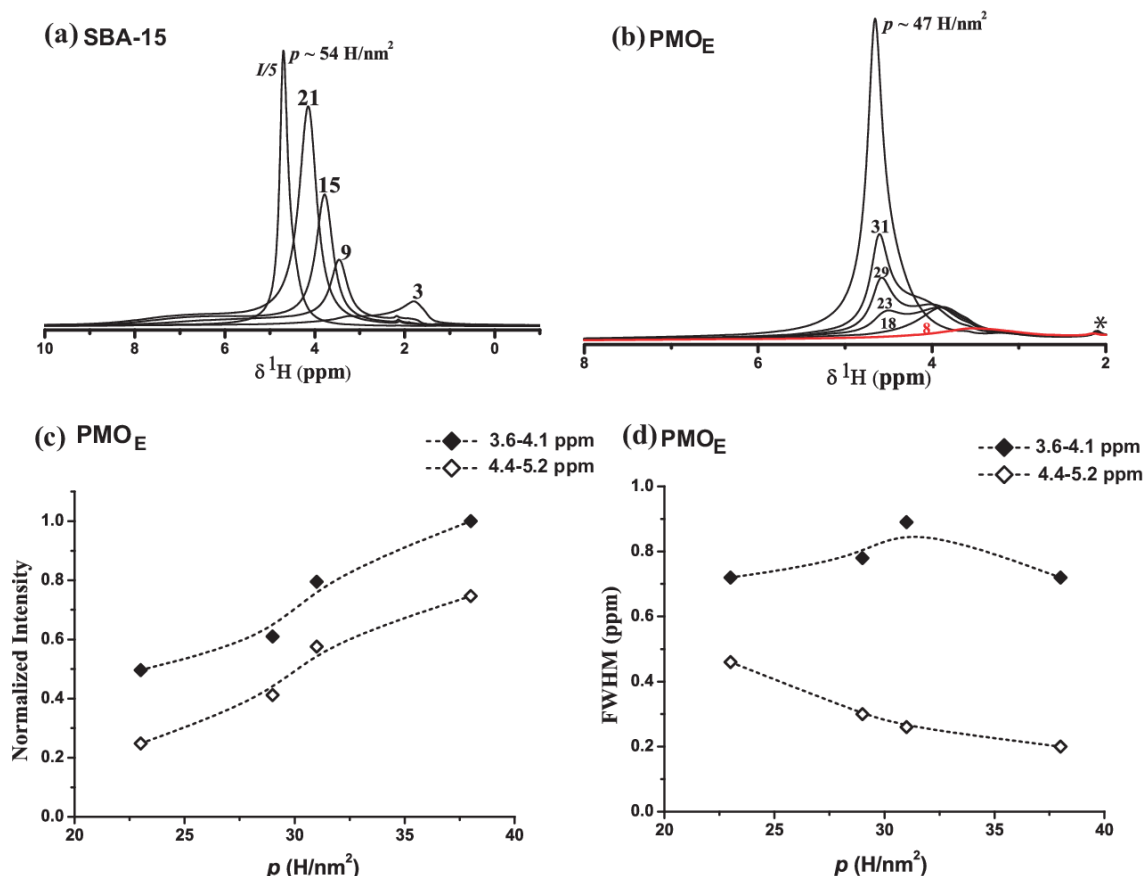 (a) SBA-15
I/5 p ~ 54 H/nm²
21
15
9
3
10 8 6 4 2 0
δ ¹H (ppm)
(b) PMO_E
p ~ 47 H/nm²
31
29
23
18
8
*
8 6 4 2
δ ¹H (ppm)
(c) PMO_E
3.6-4.1 ppm
4.4-5.2 ppm
Normalized Intensity
1.0
0.8
0.6
0.4
0.2
0.0
20 25 30 35 40
p (H/nm²)
(d) PMO_E
3.6-4.1 ppm
4.4-5.2 ppm
FWHM (ppm)
1.0
0.8
0.6
0.4
0.2
0.0
20 25 30 35 40
p (H/nm²)